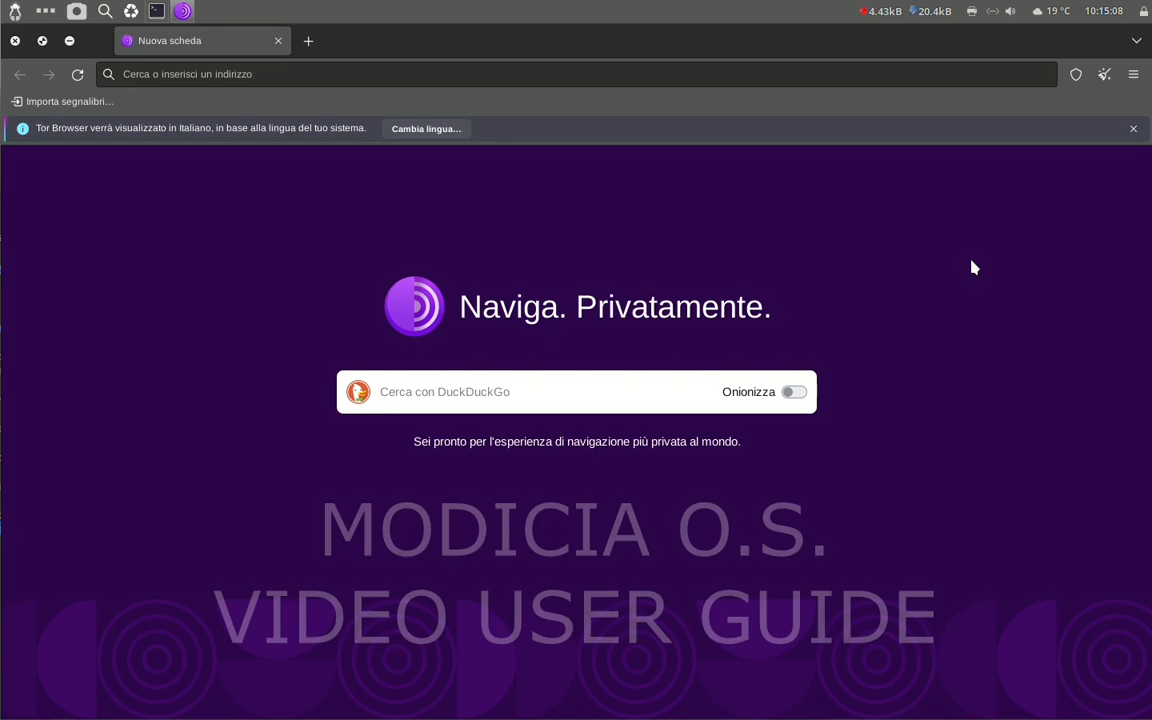 4.43kB 20.4kB 19 °C 10:15:08
Nuova scheda
Cerca o inserisci un indirizzo
Importa segnalibri…
Tor Browser verrà visualizzato in Italiano, in base alla lingua del tuo sistema. Cambia lingua…
Naviga. Privatamente.
Cerca con DuckDuckGo Onionizza
Sei pronto per l'esperienza di navigazione più privata al mondo.
MODICIA O.S.
VIDEO USER GUIDE